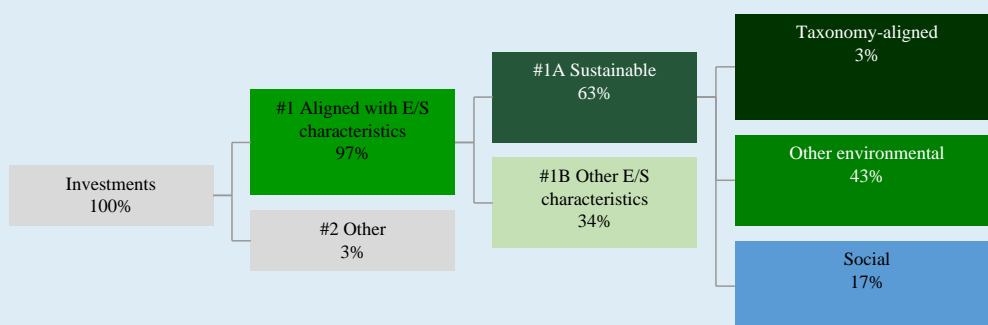 Investments
100%
#1 Aligned with E/S
characteristics
97%
#2 Other
3%
#1A Sustainable
63%
#1B Other E/S
characteristics
34%
Taxonomy-aligned
3%
Other environmental
43%
Social
17%